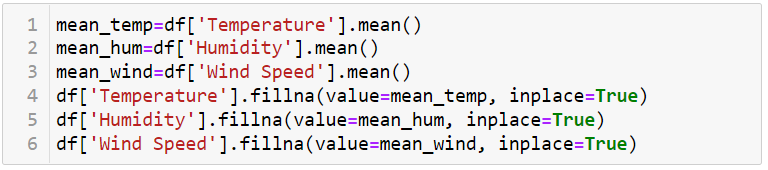 1 mean_temp=df['Temperature'].mean()
2 mean_hum=df['Humidity'].mean()
3 mean_wind=df['Wind Speed'].mean()
4 df['Temperature'].fillna(value=mean_temp, inplace=True)
5 df['Humidity'].fillna(value=mean_hum, inplace=True)
6 df['Wind Speed'].fillna(value=mean_wind, inplace=True)